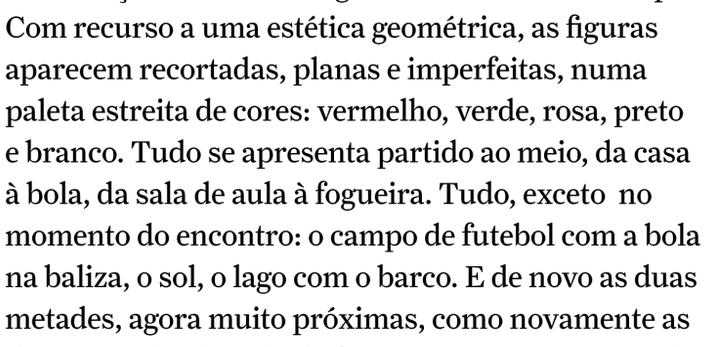 Com recurso a uma estética geométrica, as figuras
aparecem recortadas, planas e imperfeitas, numa
paleta estreita de cores: vermelho, verde, rosa, preto
e branco. Tudo se apresenta partido ao meio, da casa
à bola, da sala de aula à fogueira. Tudo, exceto  no
momento do encontro: o campo de futebol com a bola
na baliza, o sol, o lago com o barco. E de novo as duas
metades, agora muito próximas, como novamente as